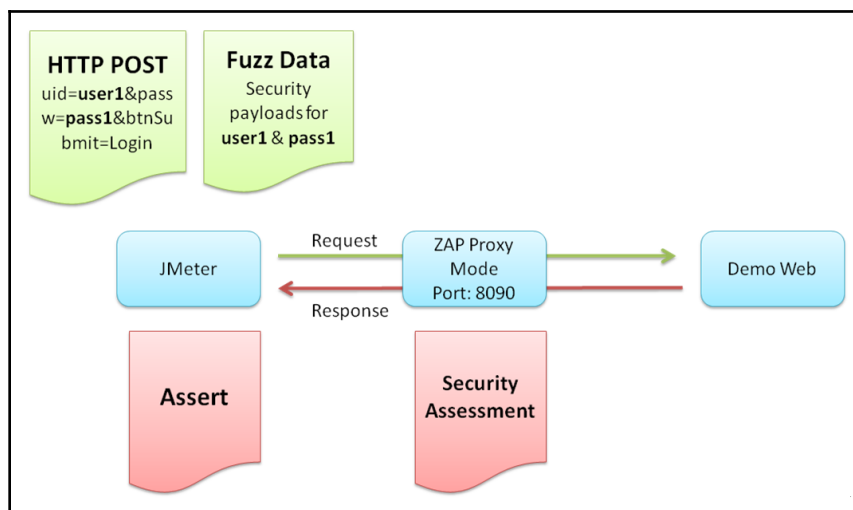 HTTP POST
uid=user1&pass
w=pass1&btnSu
bmit=Login
Fuzz Data
Security
payloads for
user1 & pass1
JMeter
Request
Response
ZAP Proxy
Mode
Port: 8090
Demo Web
Assert
Security
Assessment